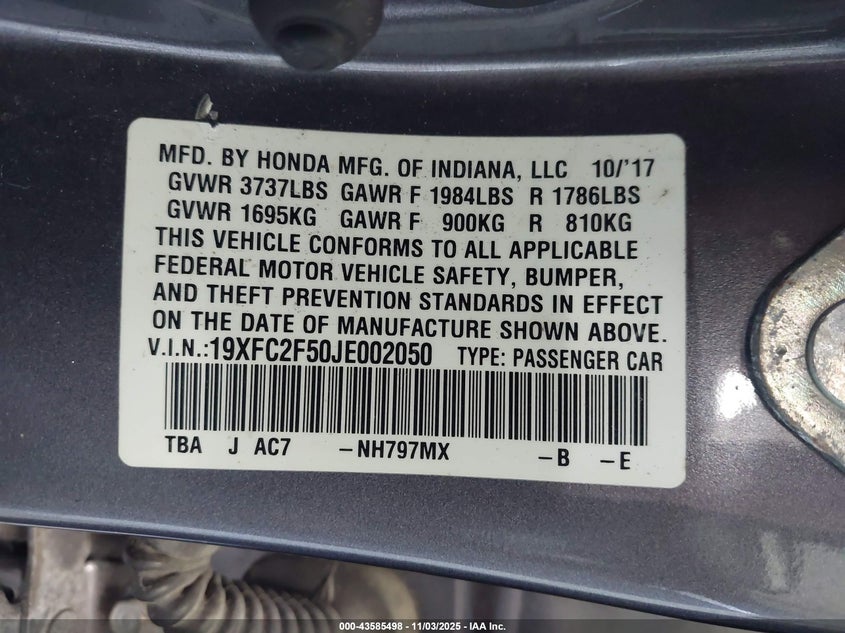 MFD. BY HONDA MFG. OF INDIANA, LLC 10/'17
GVWR 3737LBS GAWR F 1984LBS R 1786LBS
GVWR 1695KG GAWR F 900KG R 810KG
THIS VEHICLE CONFORMS TO ALL APPLICABLE
FEDERAL MOTOR VEHICLE SAFETY, BUMPER,
AND THEFT PREVENTION STANDARDS IN EFFECT
ON THE DATE OF MANUFACTURE SHOWN ABOVE.
V.I.N.:19XFC2F50JE002050 TYPE: PASSENGER CAR
TBA J AC7 –NH797MX –B –E
000-43585498 - 11/03/2025 - IAA Inc.